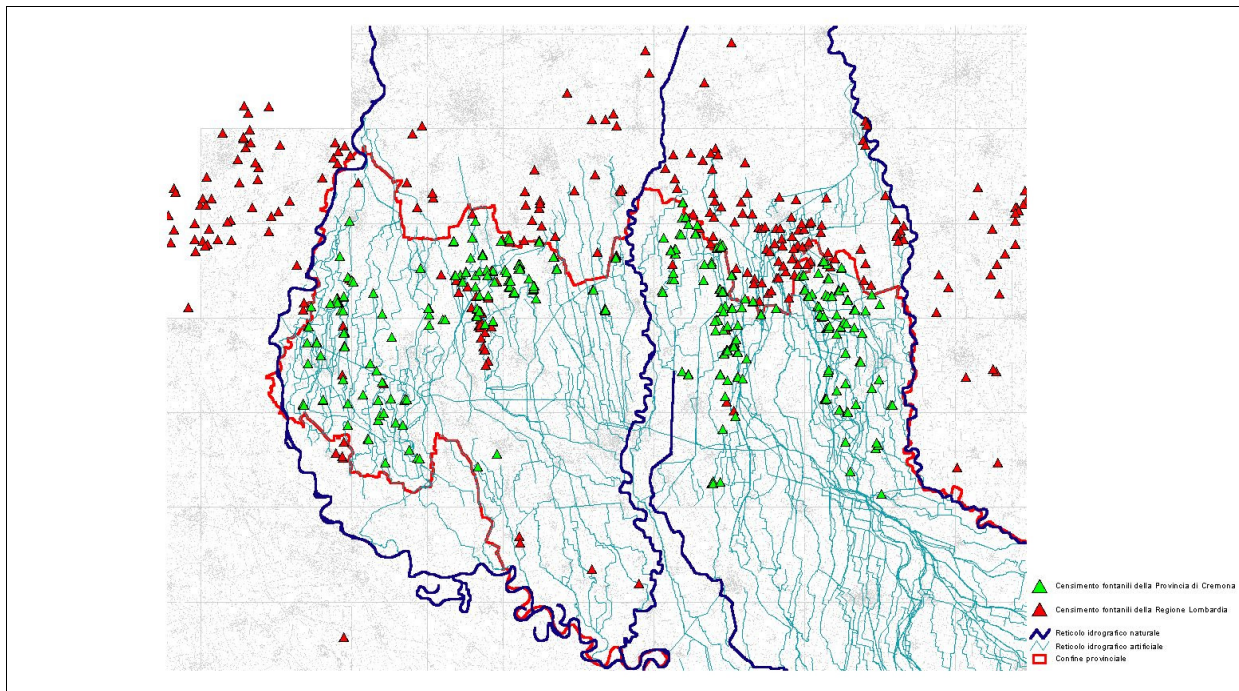 Censimento fontanili della Provincia di Cremona
Censimento fontanili della Regione Lombardia
Reticolo idrografico naturale
Reticolo idrografico artificiale
Confine provinciale